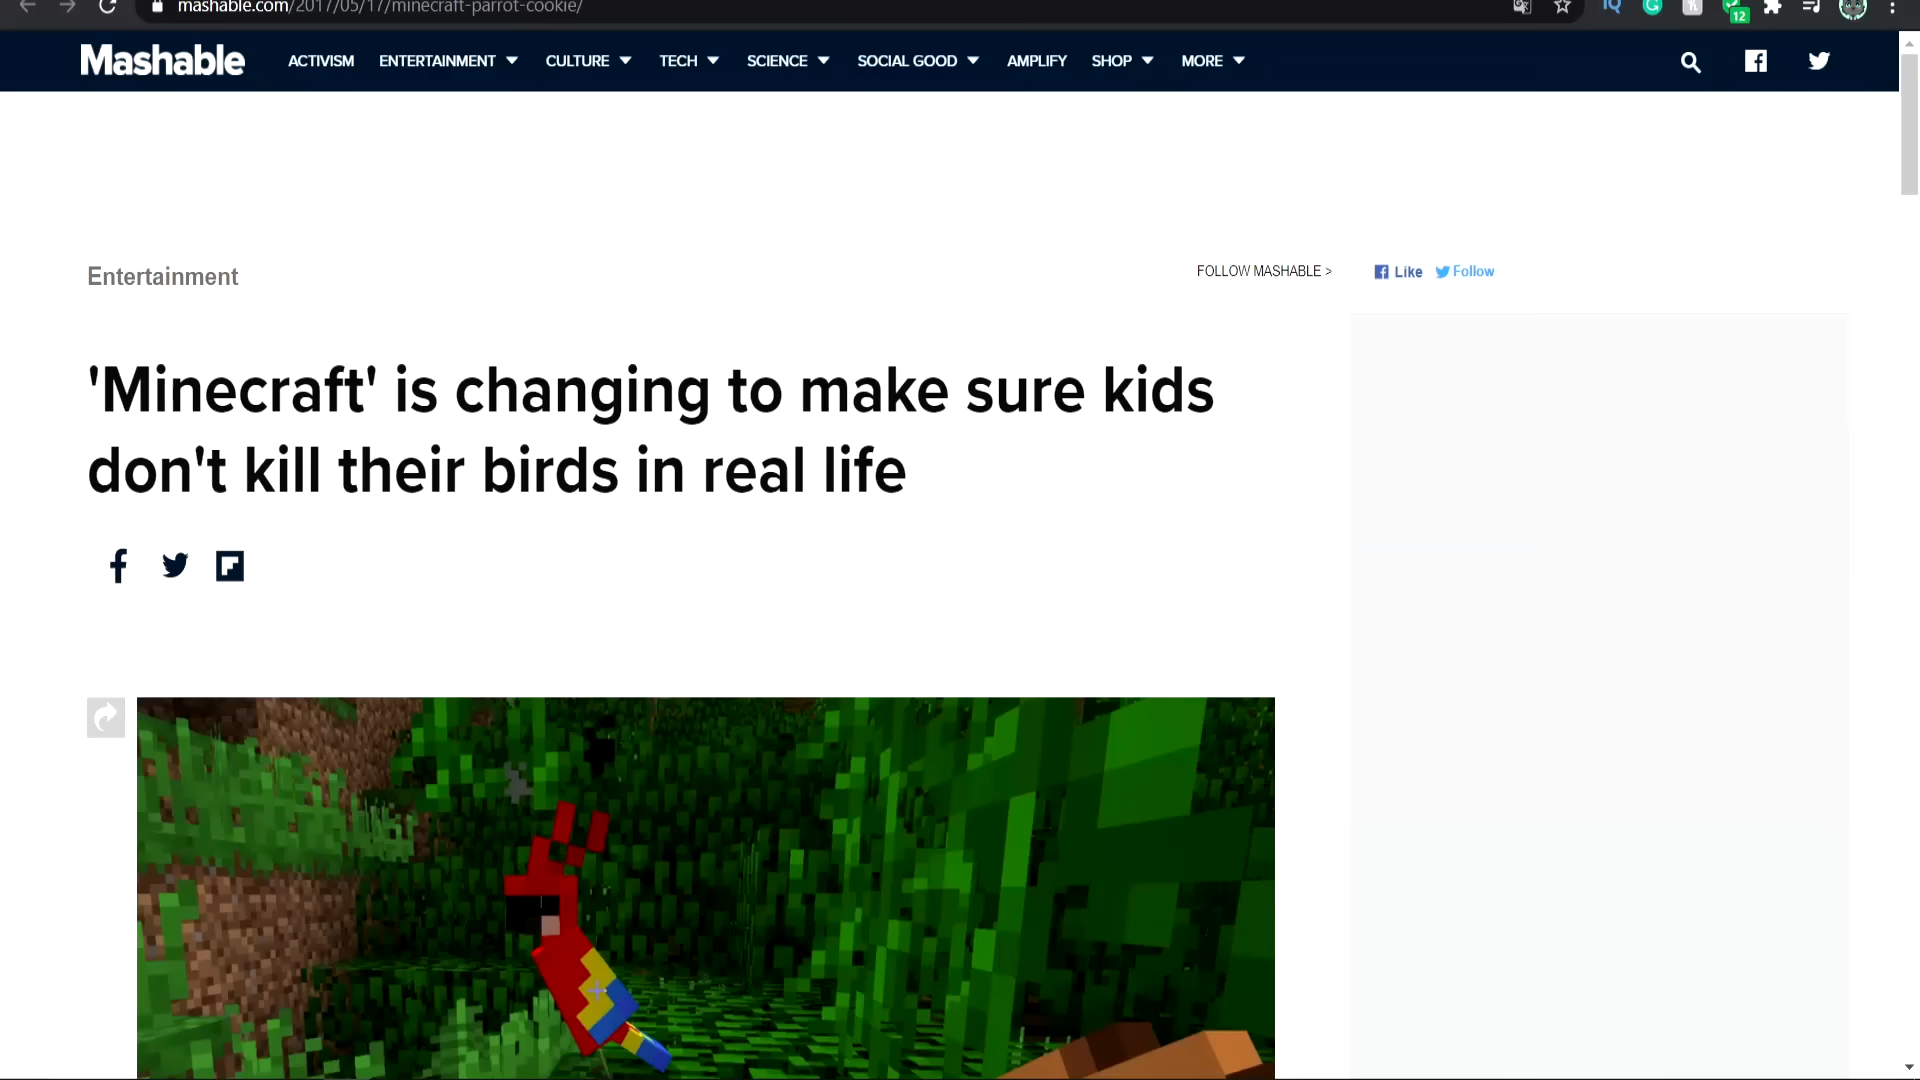 mashable.com/2017/05/17/minecraft-parrot-cookie/
IQ
12
Mashable
ACTIVISM ENTERTAINMENT CULTURE TECH SCIENCE SOCIAL GOOD AMPLIFY SHOP MORE
Entertainment
FOLLOW MASHABLE >
Like
Follow
'Minecraft' is changing to make sure kids
don't kill their birds in real life